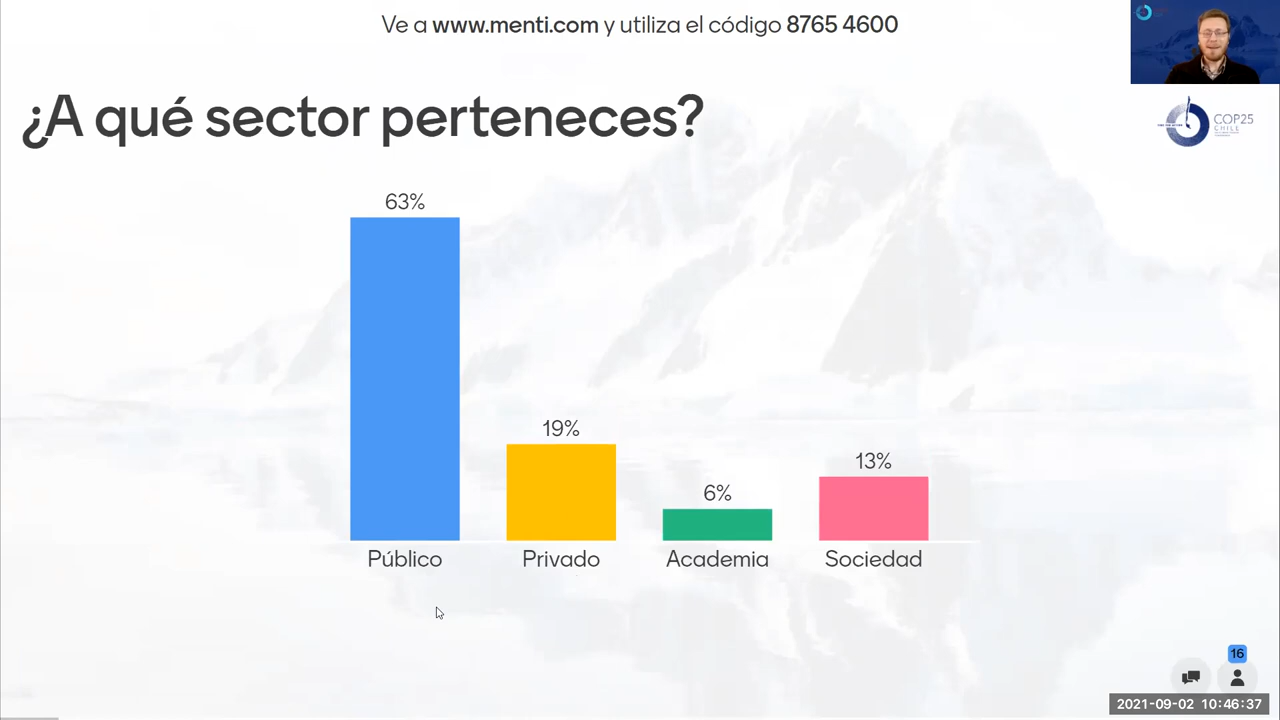 Ve a www.menti.com y utiliza el código 8765 4600
¿A qué sector perteneces?
COP25
CHILE
63%
19%
6%
13%
Público
Privado
Academia
Sociedad
16
2021-09-02 10:46:37